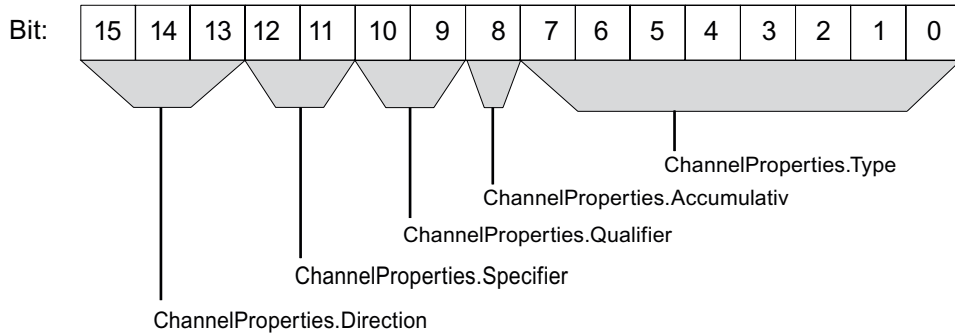 Bit: 15 14 13 12 11 10 9 8 7 6 5 4 3 2 1 0
ChannelProperties.Type
ChannelProperties.Accumulativ
ChannelProperties.Qualifier
ChannelProperties.Specifier
ChannelProperties.Direction